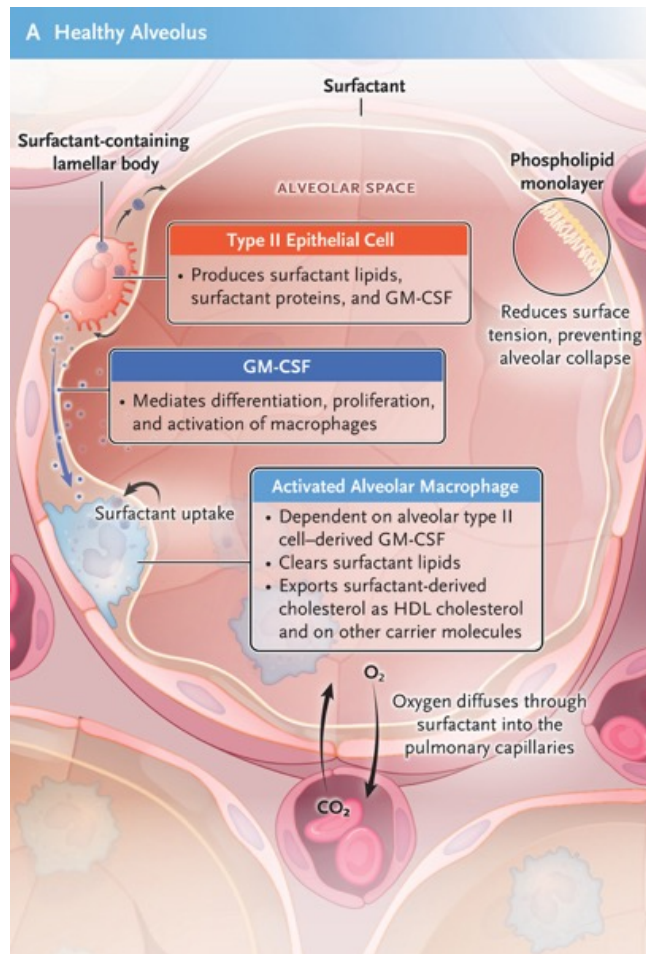 A Healthy Alveolus
Surfactant
Surfactant-containing
lamellar body
Phospholipid
monolayer
ALVEOLAR SPACE
Type II Epithelial Cell
• Produces surfactant lipids,
surfactant proteins, and GM-CSF
Reduces surface
tension, preventing
alveolar collapse
GM-CSF
• Mediates differentiation, proliferation,
and activation of macrophages
Surfactant uptake
Activated Alveolar Macrophage
• Dependent on alveolar type II
cell–derived GM-CSF
• Clears surfactant lipids
• Exports surfactant-derived
cholesterol as HDL cholesterol
and on other carrier molecules
O₂
Oxygen diffuses through
surfactant into the
pulmonary capillaries
CO₂